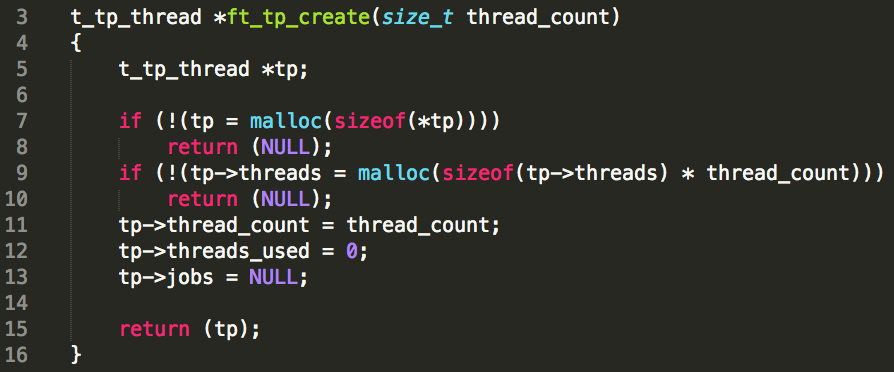 3 t_tp_thread *ft_tp_create(size_t thread_count)
4 {
5 t_tp_thread *tp;
6
7 if (!(tp = malloc(sizeof(*tp))))
8 return (NULL);
9 if (!(tp->threads = malloc(sizeof(tp->threads) * thread_count)))
10 return (NULL);
11 tp->thread_count = thread_count;
12 tp->threads_used = 0;
13 tp->jobs = NULL;
14
15 return (tp);
16 }